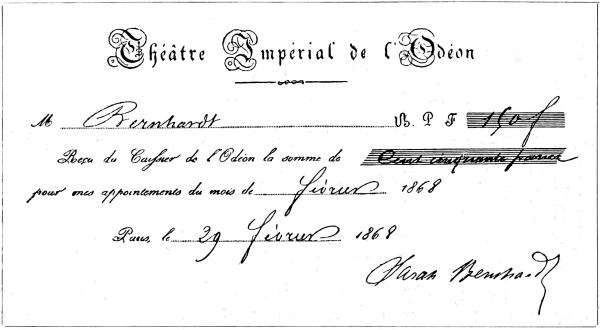 Théâtre Impérial de l'Odéon
M Bernhardt B. P F 150 f
Reçu du Caissier de l'Odéon la somme de Cent cinquante francs
pour mes appointements du mois de février 1868
Paris, le 29 février 1868
Sarah Bernhardt